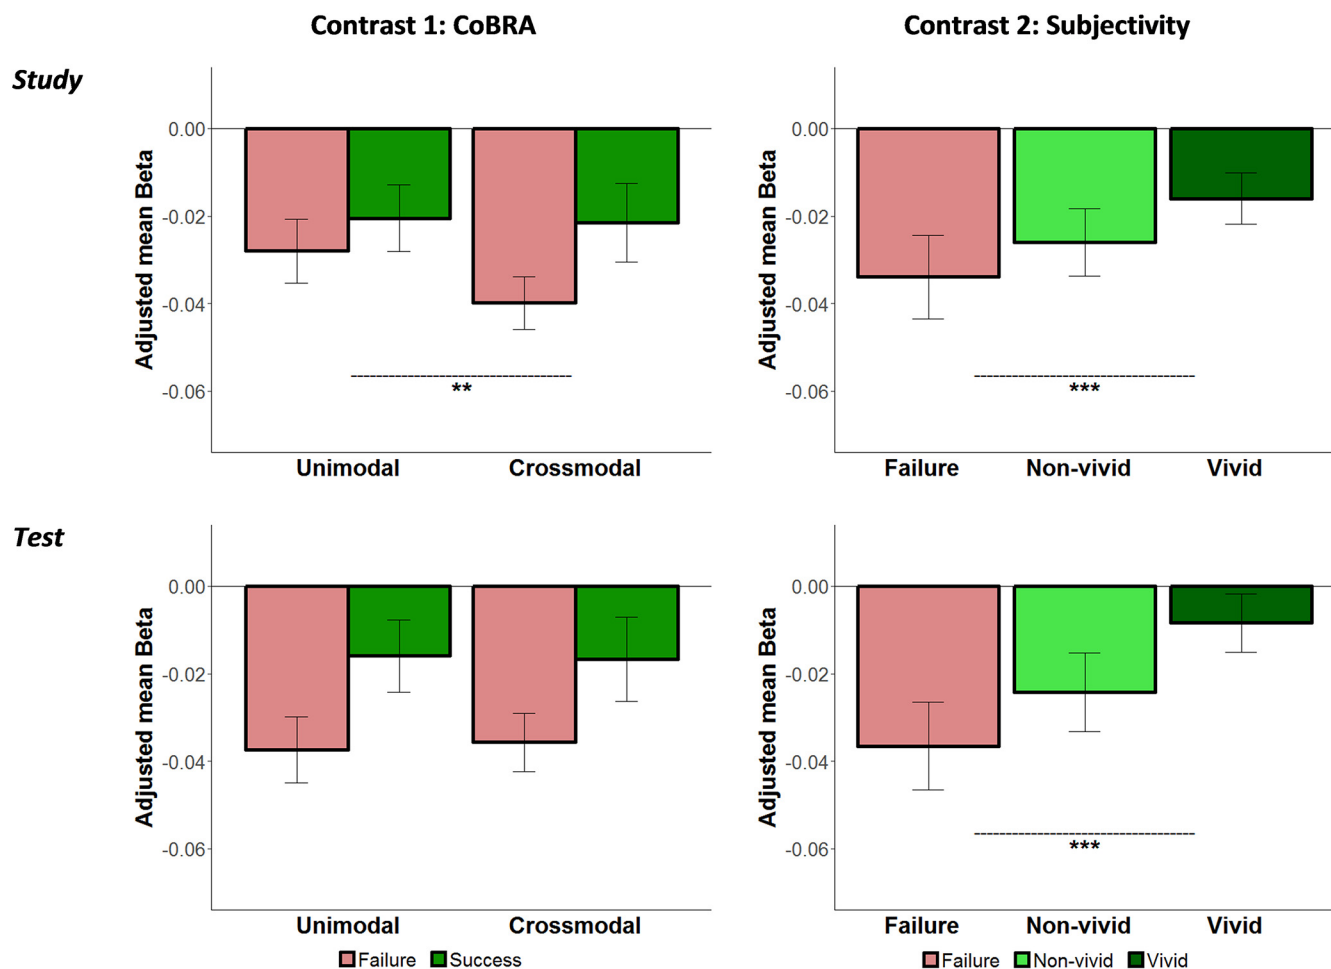 Contrast 1: CoBRA
Contrast 2: Subjectivity
Study
Adjusted mean Beta
0.00
-0.02
-0.04
-0.06
**
Unimodal Crossmodal
Adjusted mean Beta
0.00
-0.02
-0.04
-0.06
***
Failure Non-vivid Vivid
Test
Adjusted mean Beta
0.00
-0.02
-0.04
-0.06
Unimodal Crossmodal
Failure Success
Adjusted mean Beta
0.00
-0.02
-0.04
-0.06
***
Failure Non-vivid Vivid
Failure Non-vivid Vivid